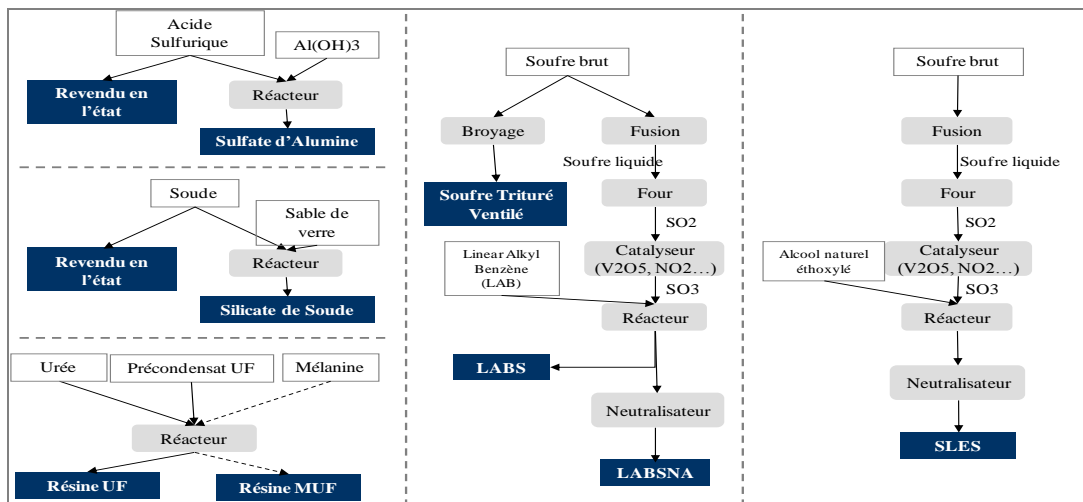 Acide
Sulfurique
Al(OH)3
Revendu en
l'état
Réacteur
Sulfate d'Alumine
Soude
Sable de
verre
Revendu en
l'état
Réacteur
Silicate de Soude
Urée
Précondensat UF
Mélanine
Réacteur
Résine UF
Résine MUF
Soufre brut
Broyage
Fusion
Soufre liquide
Soufre Trituré
Ventilé
Four
SO2
Linear Alkyl
Benzène
(LAB)
Catalyseur
(V2O5, NO2…)
SO3
Réacteur
LABS
Neutralisateur
LABSNA
Soufre brut
Fusion
Soufre liquide
Four
SO2
Alcool naturel
éthoxylé
Catalyseur
(V2O5, NO2…)
SO3
Réacteur
Neutralisateur
SLES